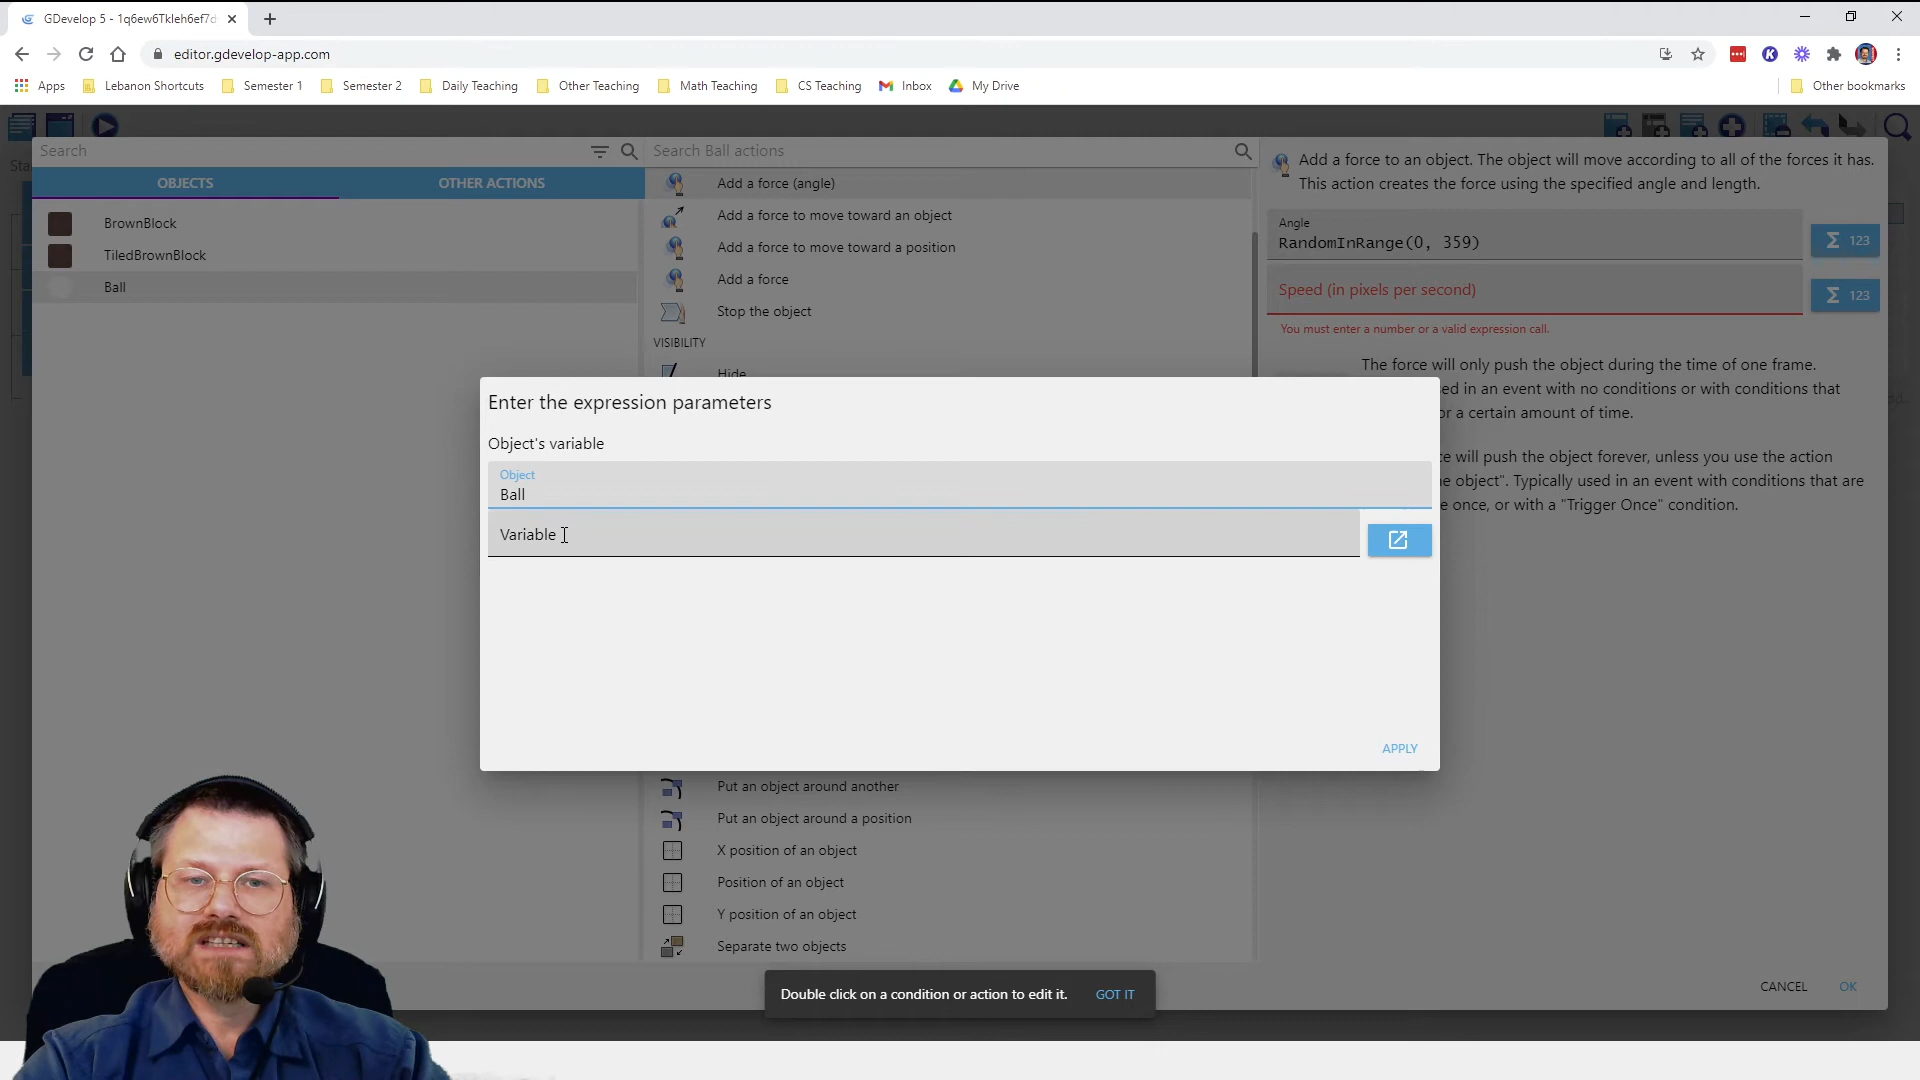 GDevelop 5 - 1q6ew6Tkleh6ef7d
editor.gdevelop-app.com
Apps
Lebanon Shortcuts
Semester 1
Semester 2
Daily Teaching
Other Teaching
Math Teaching
CS Teaching
Inbox
My Drive
Other bookmarks
Search
Search Ball actions
OBJECTS
OTHER ACTIONS
BrownBlock
TiledBrownBlock
Ball
Add a force (angle)
Add a force to move toward an object
Add a force to move toward a position
Add a force
Stop the object
VISIBILITY
Hide
Add a force to an object. The object will move according to all of the forces it has.
This action creates the force using the specified angle and length.
Angle
RandomInRange(0, 359)
Σ 123
Speed (in pixels per second)
Σ 123
You must enter a number or a valid expression call.
The force will only push the object during the time of one frame.
ed in an event with no conditions or with conditions that
or a certain amount of time.
ce will push the object forever, unless you use the action
he object". Typically used in an event with conditions that are
e once, or with a "Trigger Once" condition.
Enter the expression parameters
Object's variable
Object
Ball
Variable
APPLY
Put an object around another
Put an object around a position
X position of an object
Position of an object
Y position of an object
Separate two objects
Double click on a condition or action to edit it.
GOT IT
CANCEL
OK